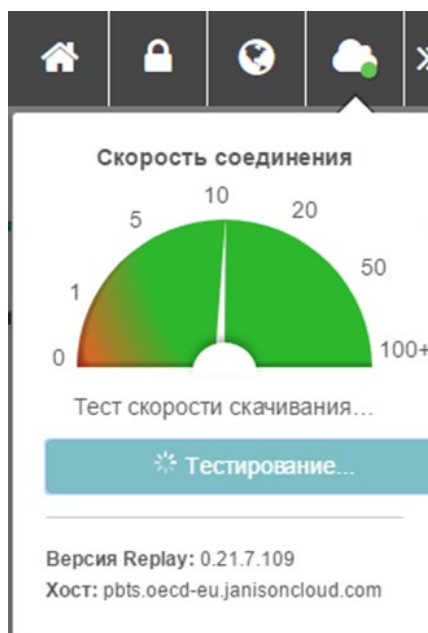 Скорость соединения
10
5
20
1
50
0
100+
Тест скорости скачивания...
Тестирование...
Версия Replay: 0.21.7.109
Хост: pbts.oecd-eu.janisoncloud.com